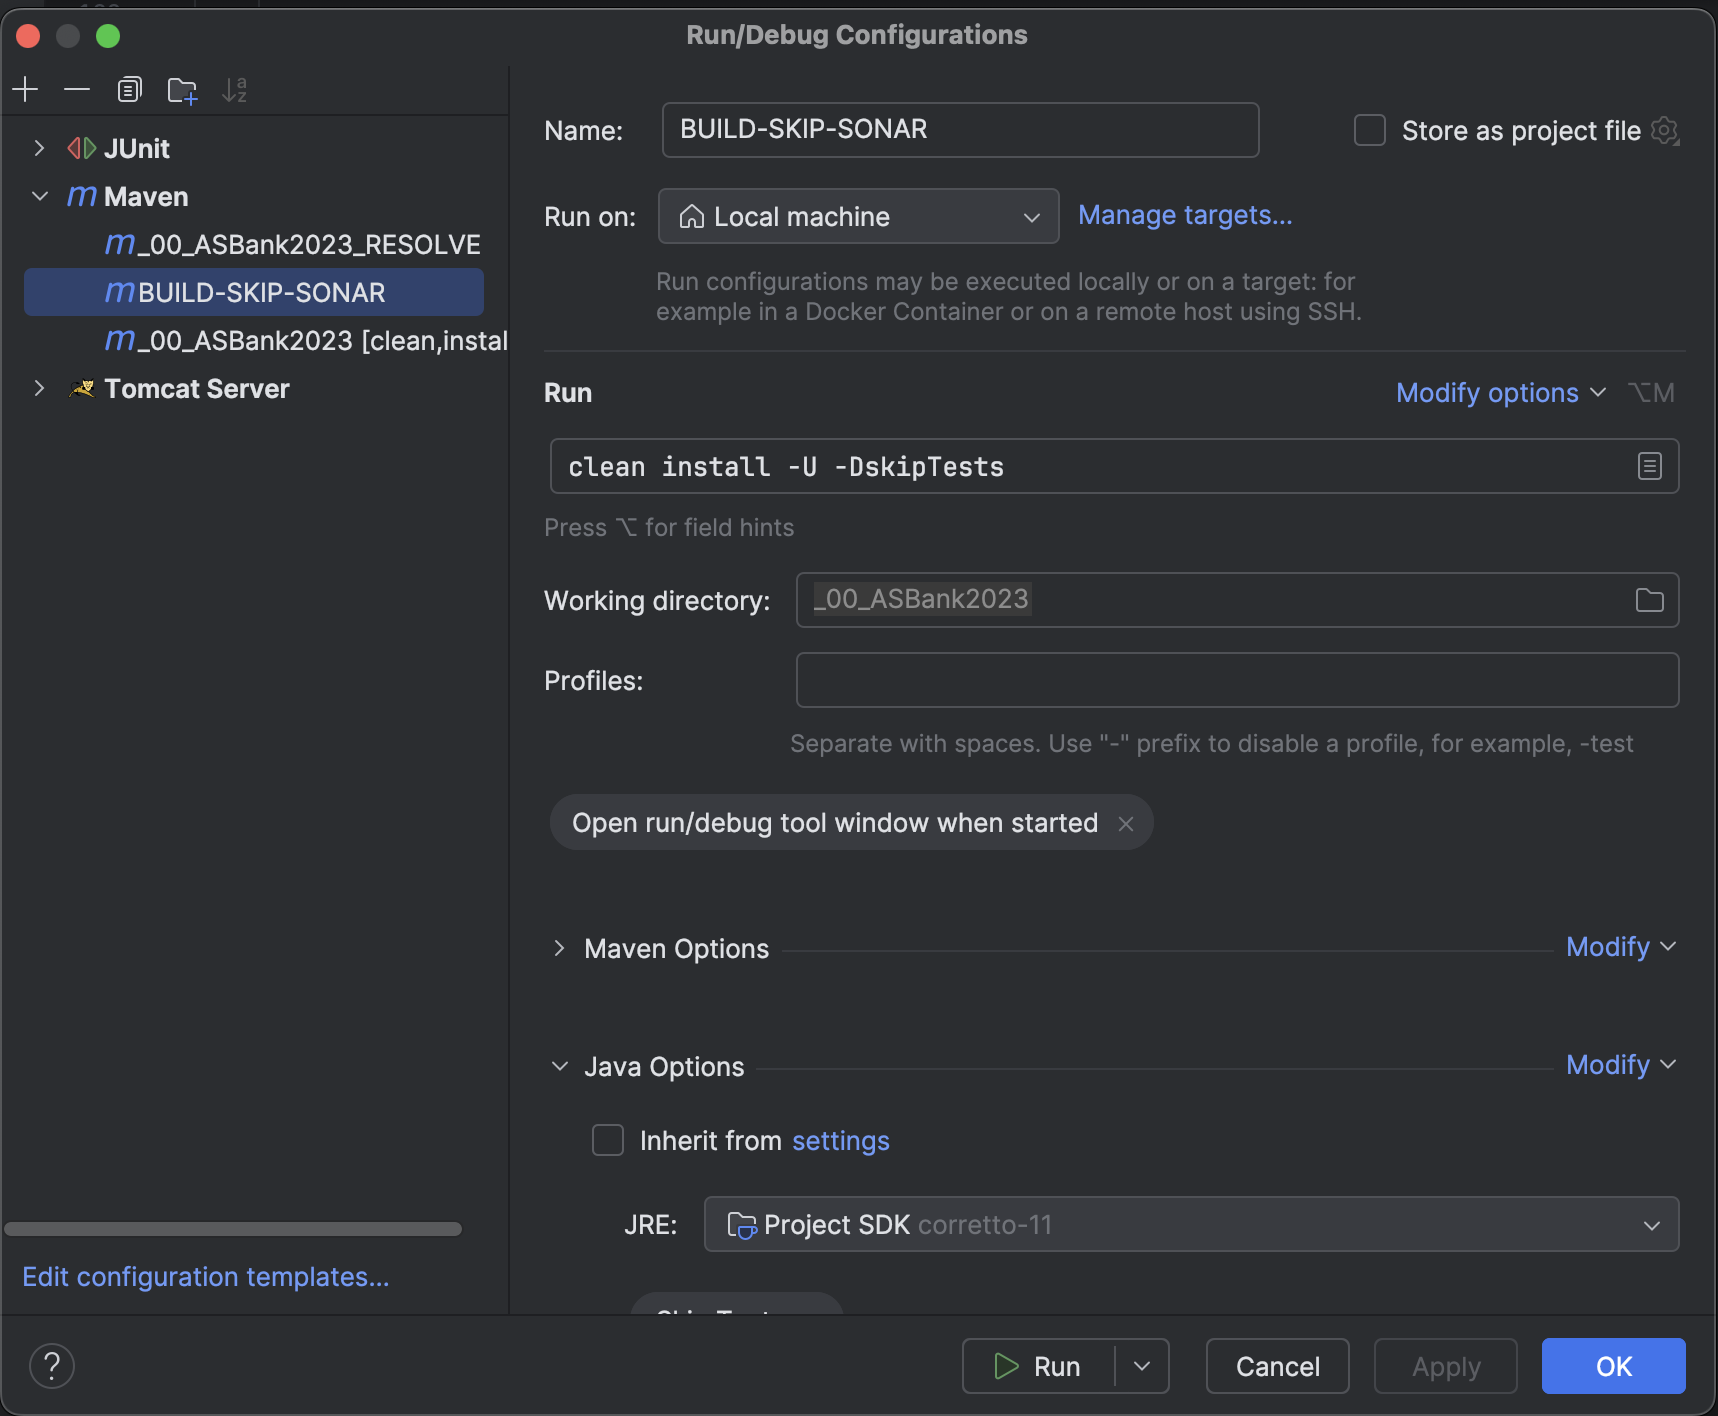 Run/Debug Configurations
JUnit
m Maven
m _00_ASBank2023_RESOLVE
m BUILD-SKIP-SONAR
m _00_ASBank2023 [clean,instal
Tomcat Server
Edit configuration templates...
Name: BUILD-SKIP-SONAR
Store as project file
Run on: Local machine
Manage targets...
Run configurations may be executed locally or on a target: for
example in a Docker Container or on a remote host using SSH.
Run
Modify options ⌥M
clean install -U -DskipTests
Press ⌥ for field hints
Working directory: _00_ASBank2023
Profiles:
Separate with spaces. Use "-" prefix to disable a profile, for example, -test
Open run/debug tool window when started
Maven Options
Modify
Java Options
Modify
Inherit from settings
JRE: Project SDK corretto-11
?
Run
Cancel
Apply
OK